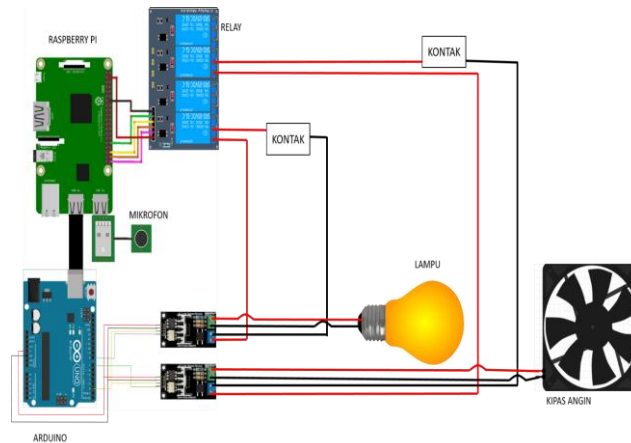 RASPBERRY PI
RELAY
KONTAK
KONTAK
MIKROFON
LAMPU
KIPAS ANGIN
ARDUINO